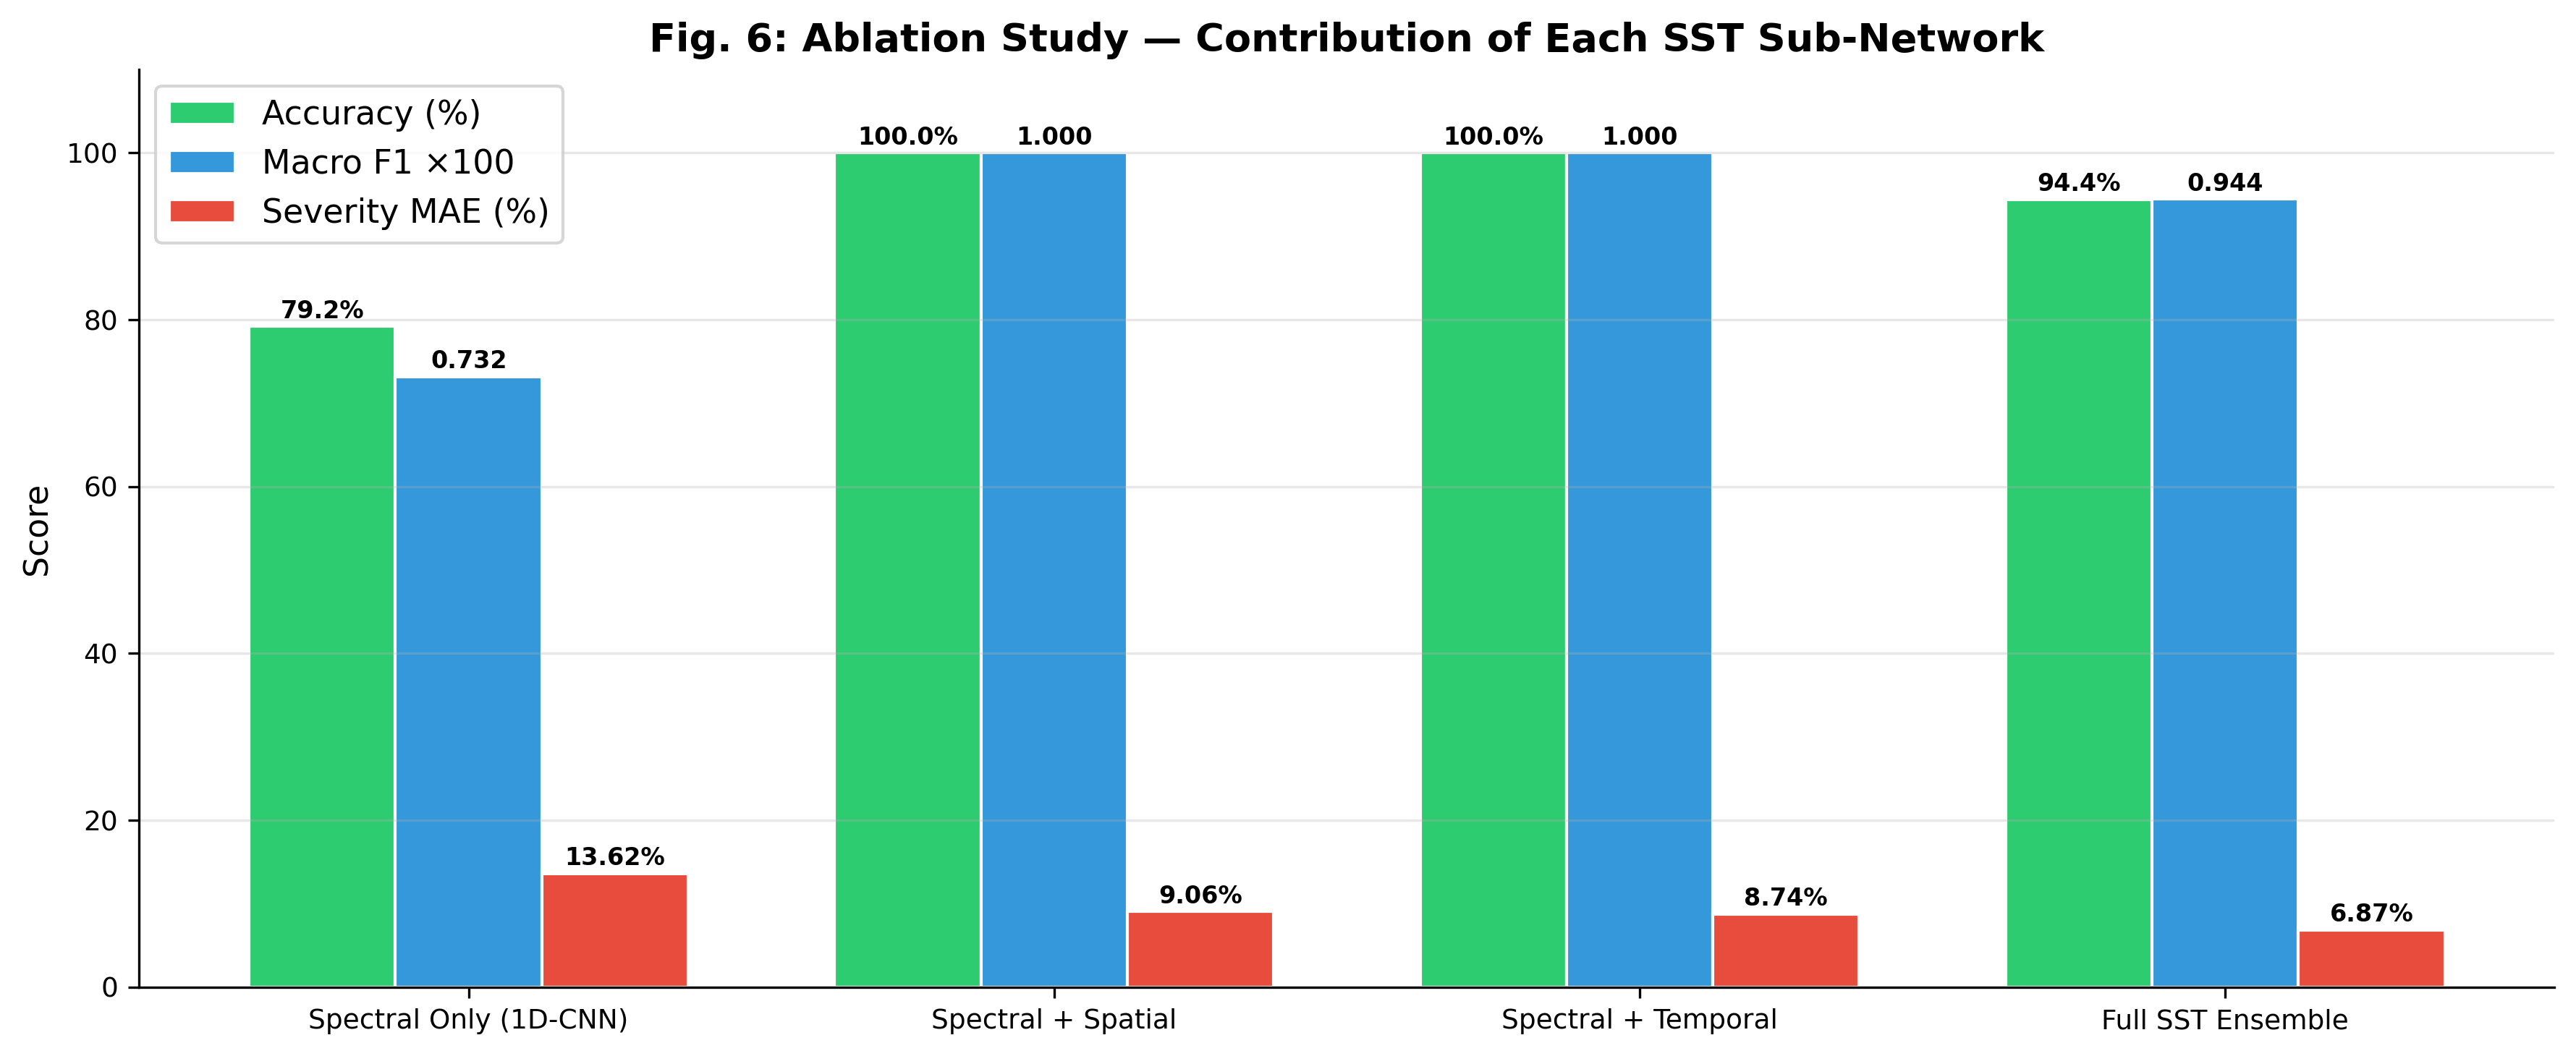 Fig. 6: Ablation Study — Contribution of Each SST Sub-Network
Accuracy (%)
Macro F1 ×100
Severity MAE (%)
Score
100
80
60
40
20
0
79.2%
0.732
13.62%
100.0%
1.000
9.06%
100.0%
1.000
8.74%
94.4%
0.944
6.87%
Spectral Only (1D-CNN)
Spectral + Spatial
Spectral + Temporal
Full SST Ensemble